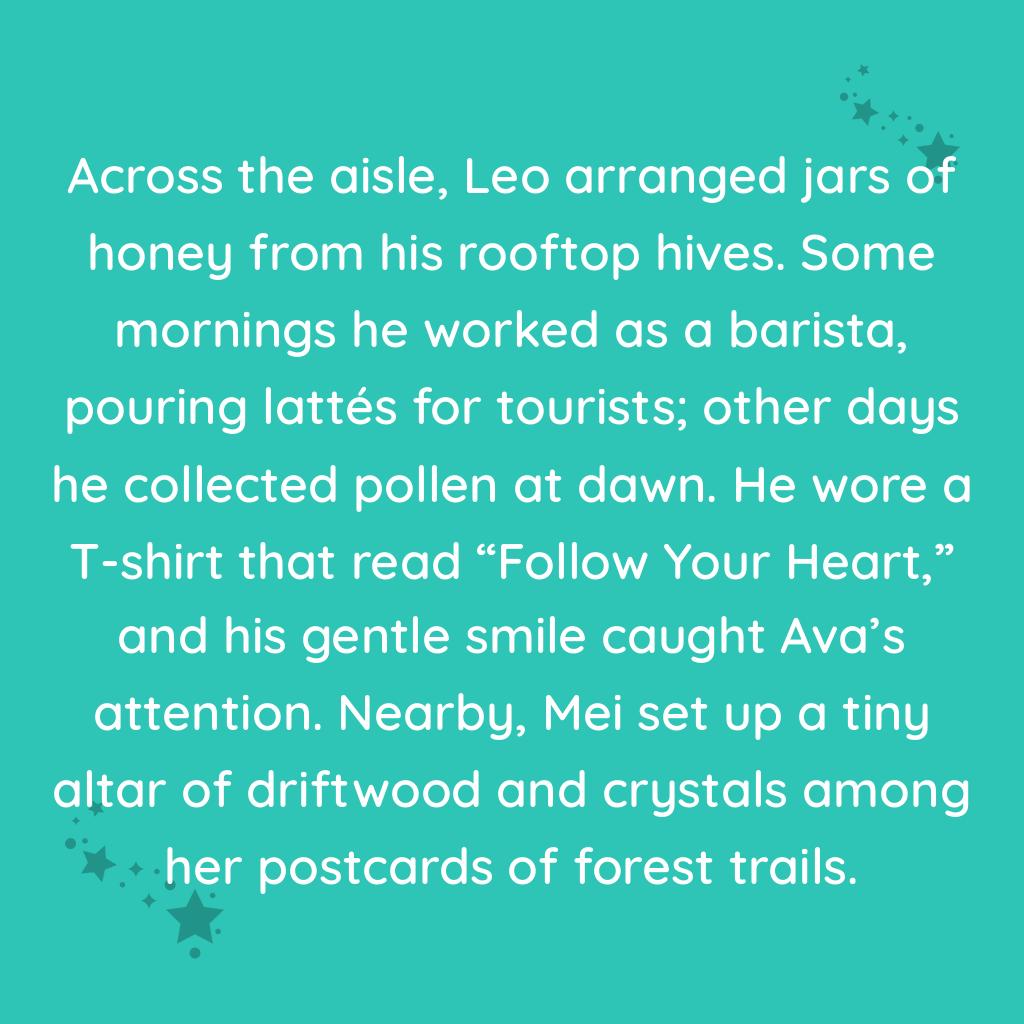 Across the aisle, Leo arranged jars of
honey from his rooftop hives. Some
mornings he worked as a barista,
pouring lattés for tourists; other days
he collected pollen at dawn. He wore a
T-shirt that read “Follow Your Heart,”
and his gentle smile caught Ava’s
attention. Nearby, Mei set up a tiny
altar of driftwood and crystals among
her postcards of forest trails.